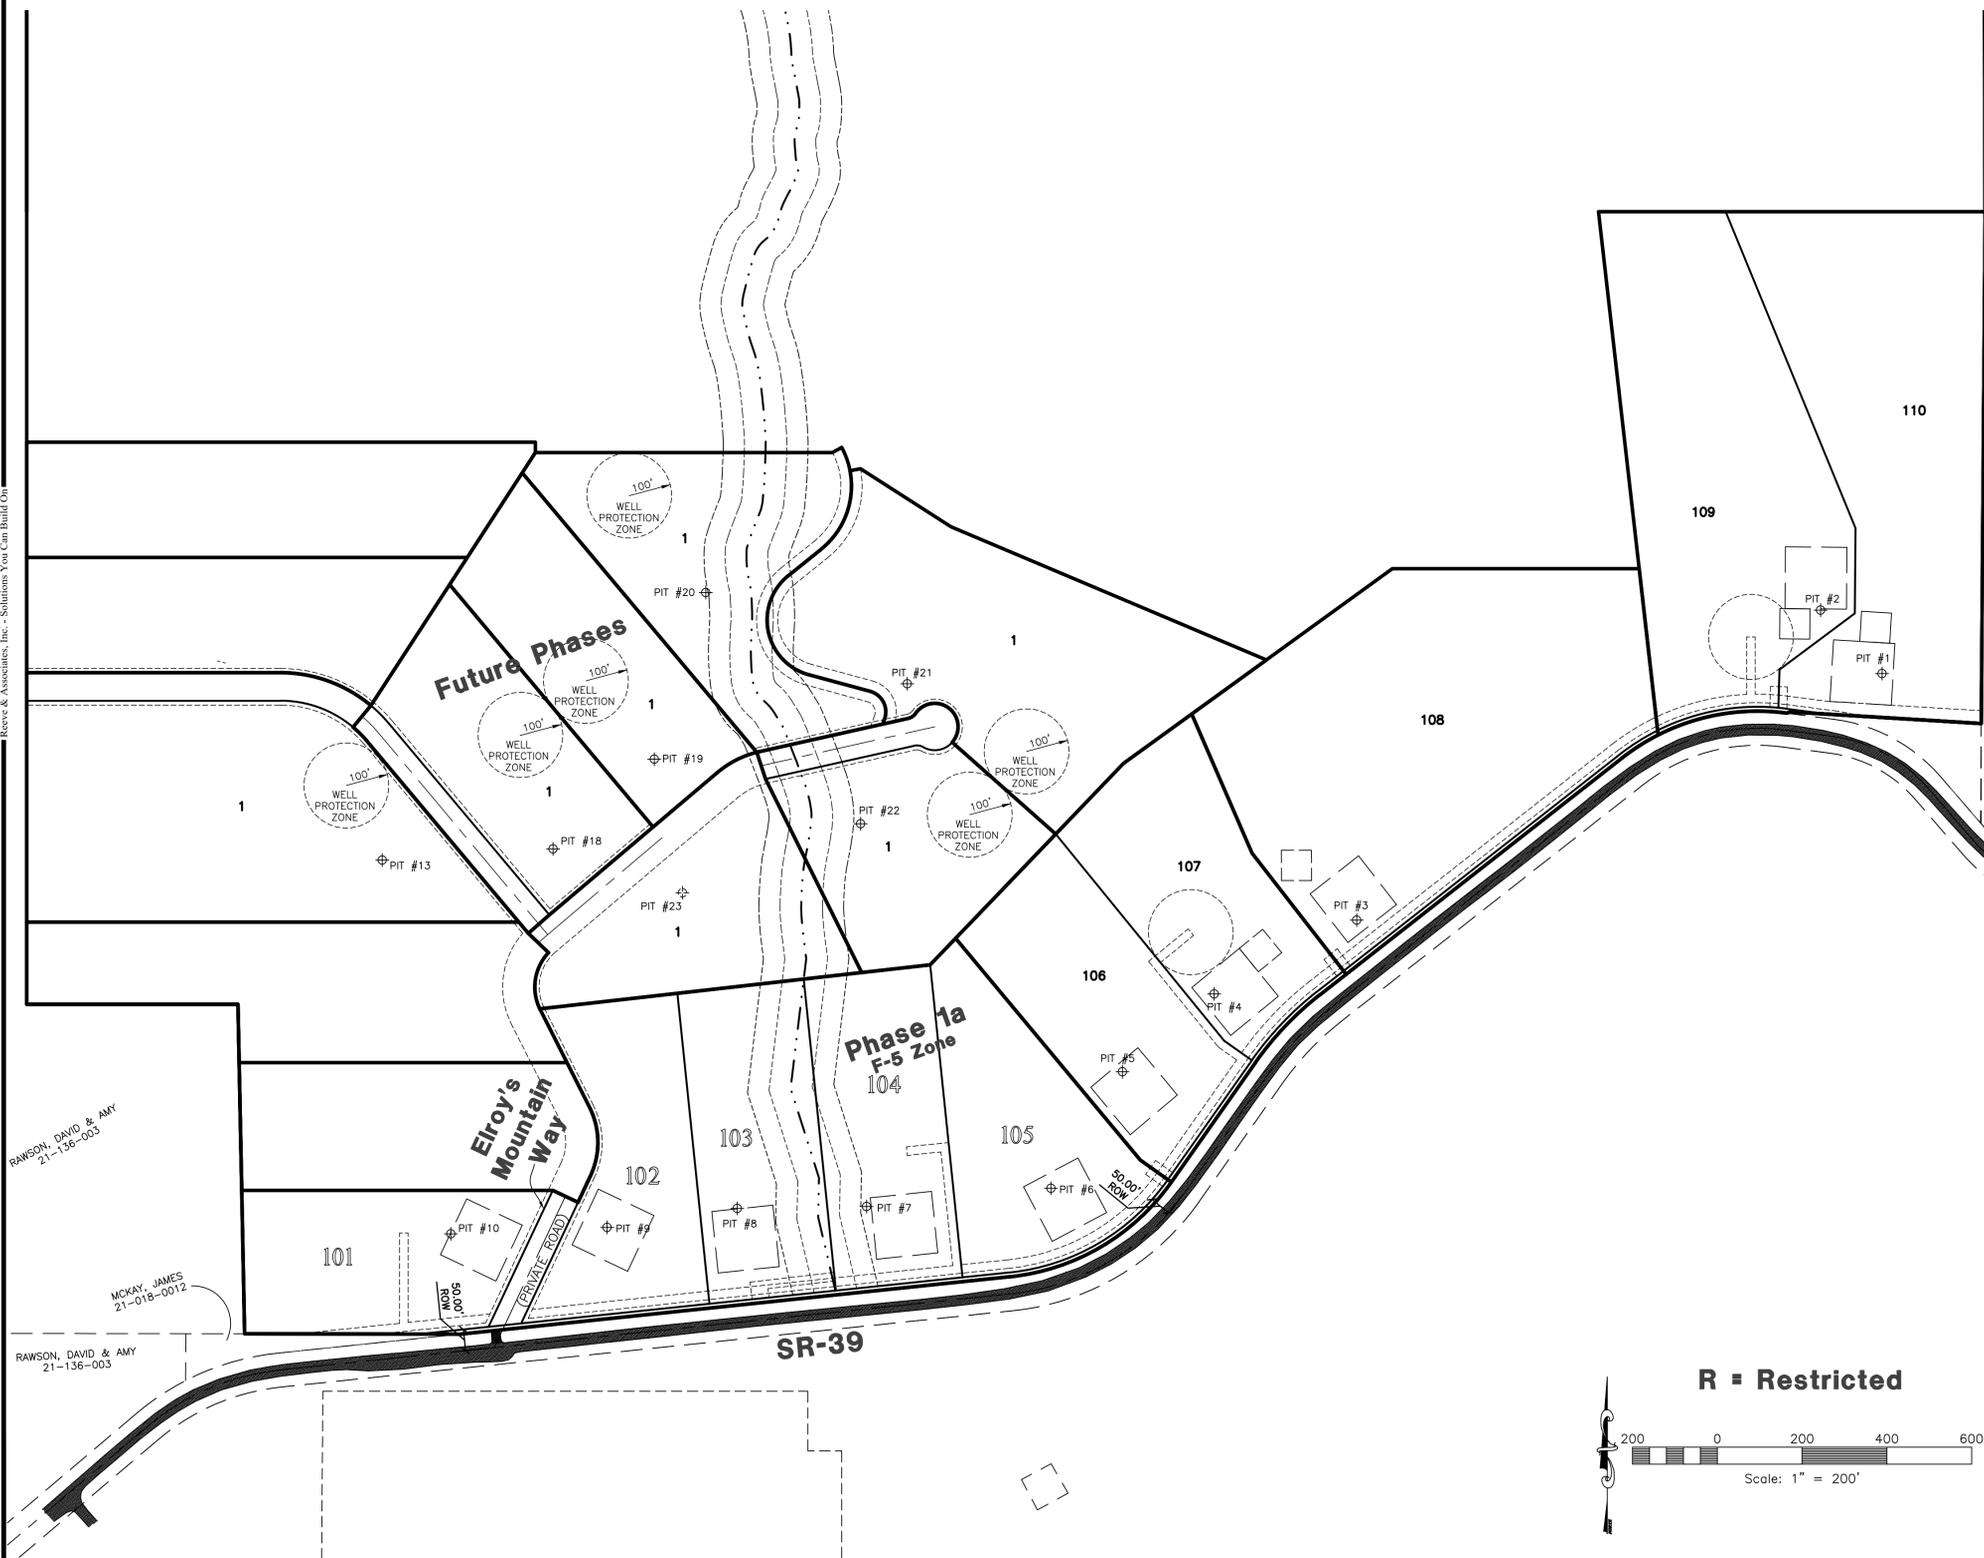 Reeve & Associates, Inc. - Solutions You Can Build On
110
109
100'
WELL
PROTECTION
ZONE
1
PIT #20
PIT #2
PIT #1
Future Phases
1
PIT #21
100'
WELL
PROTECTION
ZONE
1
108
100'
WELL
PROTECTION
ZONE
100'
WELL
PROTECTION
ZONE
PIT #19
100'
WELL
PROTECTION
ZONE
1
1
PIT #18
PIT #13
PIT #22
100'
WELL
PROTECTION
ZONE
1
107
PIT #23
1
PIT #3
106
PIT #4
Phase 1a
F-5 Zone
104
PIT #5
Elroy's
Mountain
Way
RAWSON, DAVID & AMY
21-136-003
103
105
102
50.00'
ROW
PIT #6
PIT #7
PIT #8
PIT #9
PIT #10
101
(PRIVATE ROAD)
MCKAY, JAMES
21-018-0012
50.00'
ROW
RAWSON, DAVID & AMY
21-136-003
SR-39
R = Restricted
200 0 200 400 600
Scale: 1" = 200'